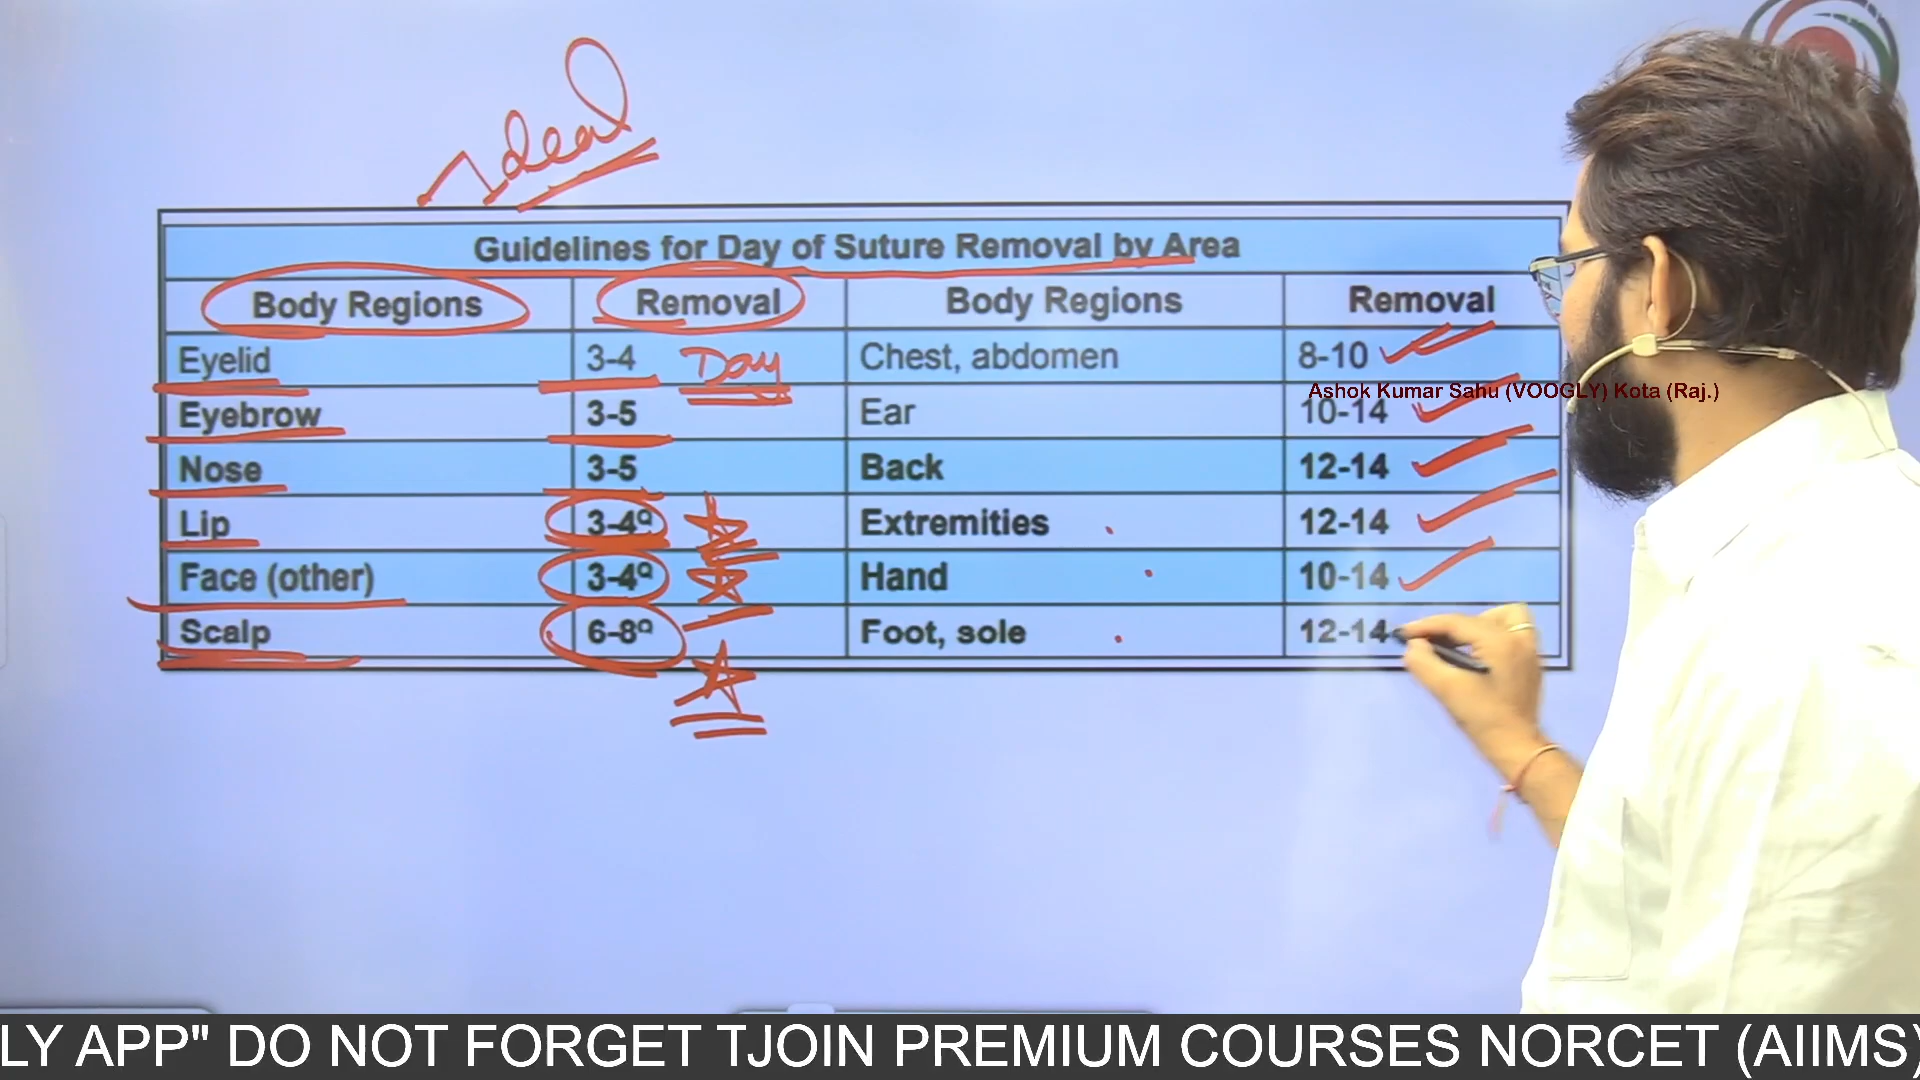 Ideal
Guidelines for Day of Suture Removal by Area
Body Regions Removal Body Regions Removal
Eyelid 3-4 Day Chest, abdomen 8-10
Ashok Kumar Sahu (VOOGLY) Kota (Raj.)
Eyebrow 3-5 Ear 10-14
Nose 3-5 Back 12-14
Lip 3-4ª Extremities 12-14
Face (other) 3-4ª Hand 10-14
Scalp 6-8ª Foot, sole 12-14
LY APP" DO NOT FORGET TJOIN PREMIUM COURSES NORCET (AIIMS)